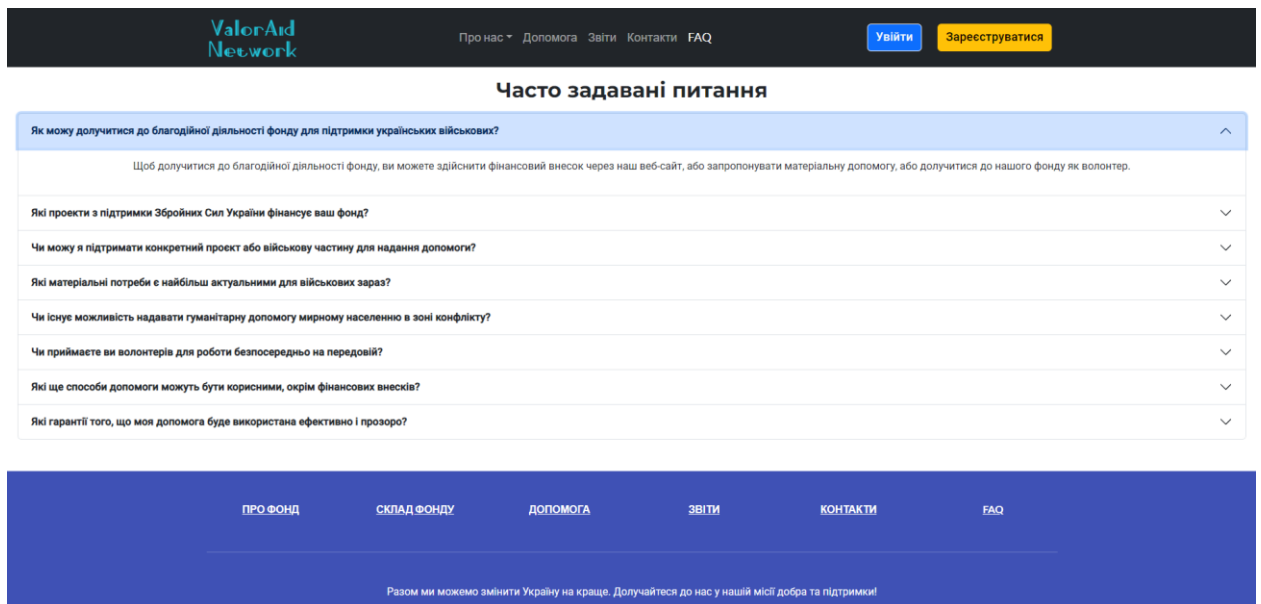 ValorAid
Network
Про нас Допомога Звіти Контакти FAQ
Увійти
Зареєструватися
Часто задавані питання
Як можу долучитися до благодійної діяльності фонду для підтримки українських військових?
Щоб долучитися до благодійної діяльності фонду, ви можете здійснити фінансовий внесок через наш веб-сайт, або запропонувати матеріальну допомогу, або долучитися до нашого фонду як волонтер.
Які проекти з підтримки Збройних Сил України фінансує ваш фонд?
Чи можу я підтримати конкретний проєкт або військову частину для надання допомоги?
Які матеріальні потреби є найбільш актуальними для військових зараз?
Чи існує можливість надавати гуманітарну допомогу мирному населенню в зоні конфлікту?
Чи приймаєте ви волонтерів для роботи безпосередньо на передовій?
Які ще способи допомоги можуть бути корисними, окрім фінансових внесків?
Які гарантії того, що моя допомога буде використана ефективно і прозоро?
ПРО ФОНД СКЛАД ФОНДУ ДОПОМОГА ЗВІТИ КОНТАКТИ FAQ
Разом ми можемо змінити Україну на краще. Долучайтеся до нас у нашій місії добра та підтримки!